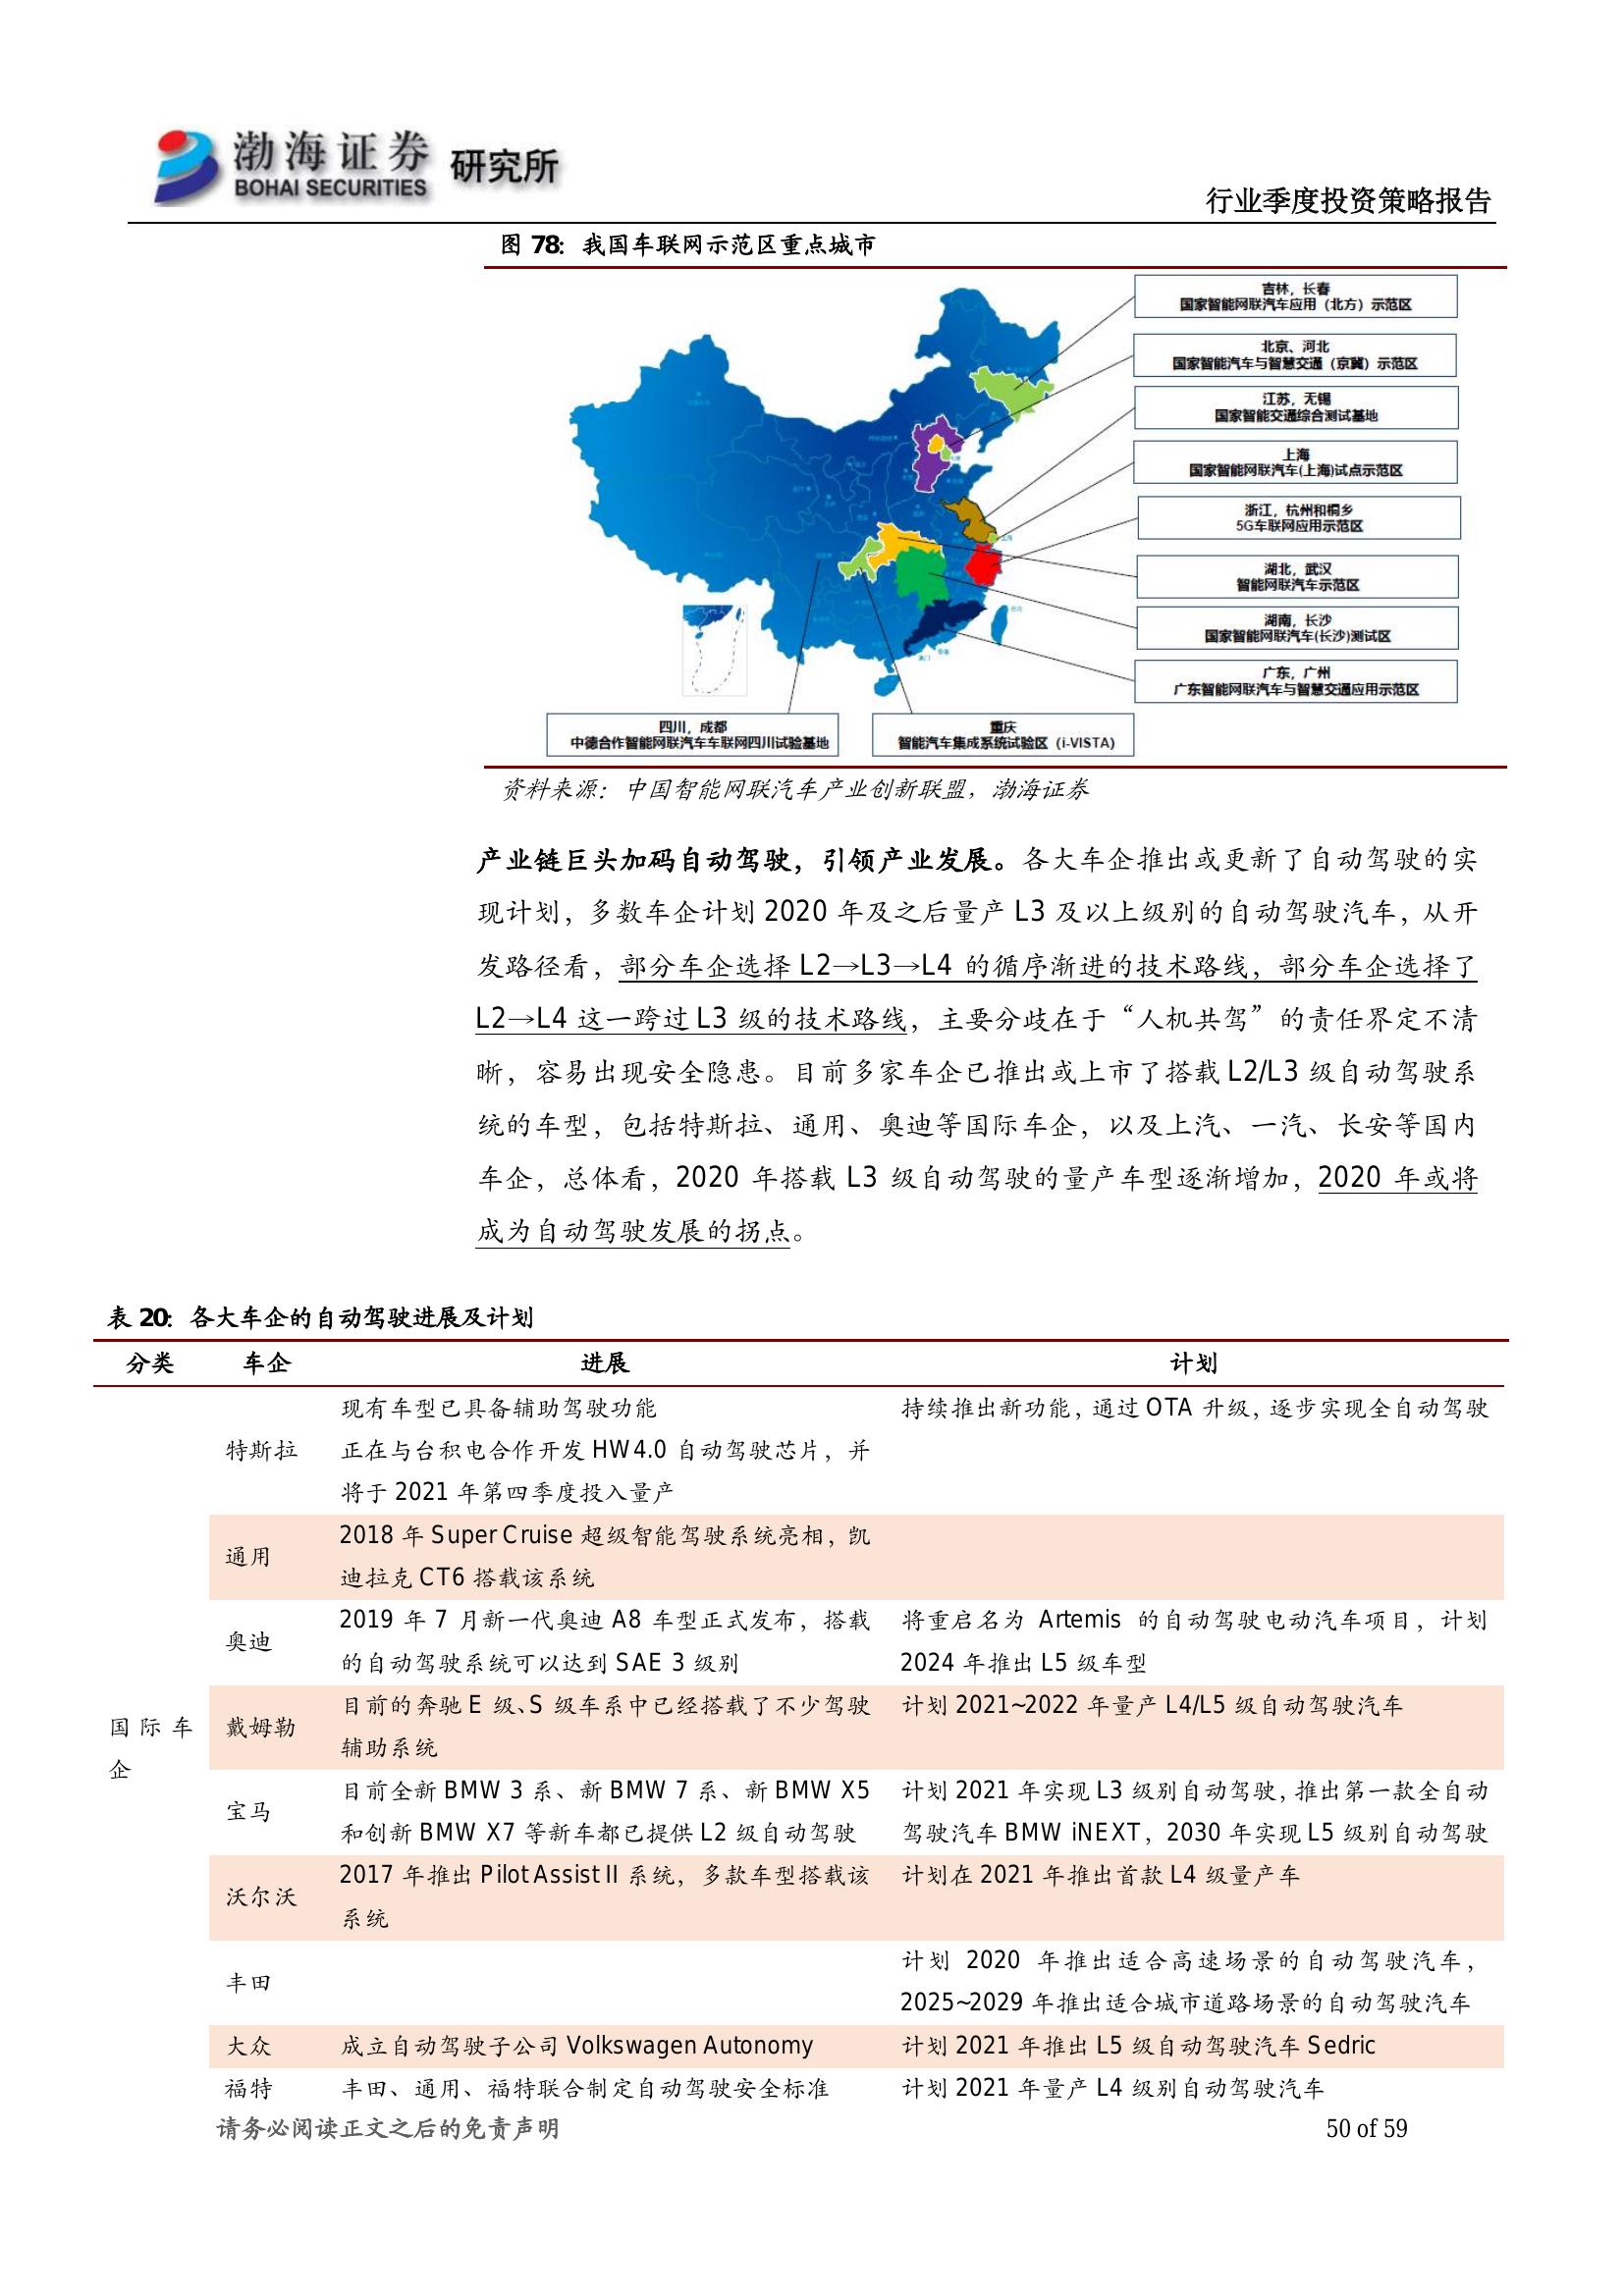 渤海证券 研究所
BOHAI SECURITIES
行业季度投资策略报告
图 78：我国车联网示范区重点城市
吉林，长春
国家智能网联汽车应用（北方）示范区
北京、河北
国家智能汽车与智慧交通（京冀）示范区
江苏，无锡
国家智能交通综合测试基地
上海
国家智能网联汽车(上海)试点示范区
浙江，杭州和桐乡
5G车联网应用示范区
湖北，武汉
智能网联汽车示范区
湖南，长沙
国家智能网联汽车(长沙)测试区
广东，广州
广东智能网联汽车与智慧交通应用示范区
四川，成都
中德合作智能网联汽车车联网四川试验基地
重庆
智能汽车集成系统试验区（i-VISTA）
资料来源：中国智能网联汽车产业创新联盟，渤海证券
产业链巨头加码自动驾驶，引领产业发展。各大车企推出或更新了自动驾驶的实
现计划，多数车企计划 2020 年及之后量产 L3 及以上级别的自动驾驶汽车，从开
发路径看，部分车企选择 L2→L3→L4 的循序渐进的技术路线，部分车企选择了
L2→L4 这一跨过 L3 级的技术路线，主要分歧在于“人机共驾”的责任界定不清
晰，容易出现安全隐患。目前多家车企已推出或上市了搭载 L2/L3 级自动驾驶系
统的车型，包括特斯拉、通用、奥迪等国际车企，以及上汽、一汽、长安等国内
车企，总体看，2020 年搭载 L3 级自动驾驶的量产车型逐渐增加，2020 年或将
成为自动驾驶发展的拐点。
表 20：各大车企的自动驾驶进展及计划
分类 车企 进展 计划
国际车
企
特斯拉
现有车型已具备辅助驾驶功能
正在与台积电合作开发 HW4.0 自动驾驶芯片，并
将于 2021 年第四季度投入量产
持续推出新功能，通过 OTA 升级，逐步实现全自动驾驶
通用
2018 年 Super Cruise 超级智能驾驶系统亮相，凯
迪拉克 CT6 搭载该系统
奥迪
2019 年 7 月新一代奥迪 A8 车型正式发布，搭载
的自动驾驶系统可以达到 SAE 3 级别
将重启名为 Artemis 的自动驾驶电动汽车项目，计划
2024 年推出 L5 级车型
戴姆勒
目前的奔驰 E 级、S 级车系中已经搭载了不少驾驶
辅助系统
计划 2021~2022 年量产 L4/L5 级自动驾驶汽车
宝马
目前全新 BMW 3 系、新 BMW 7 系、新 BMW X5
和创新 BMW X7 等新车都已提供 L2 级自动驾驶
计划 2021 年实现 L3 级别自动驾驶，推出第一款全自动
驾驶汽车 BMW iNEXT，2030 年实现 L5 级别自动驾驶
沃尔沃
2017 年推出 Pilot Assist II 系统，多款车型搭载该
系统
计划在 2021 年推出首款 L4 级量产车
丰田
计划 2020 年推出适合高速场景的自动驾驶汽车，
2025~2029 年推出适合城市道路场景的自动驾驶汽车
大众
成立自动驾驶子公司 Volkswagen Autonomy
计划 2021 年推出 L5 级自动驾驶汽车 Sedric
福特
丰田、通用、福特联合制定自动驾驶安全标准
计划 2021 年量产 L4 级别自动驾驶汽车
请务必阅读正文之后的免责声明
50 of 59